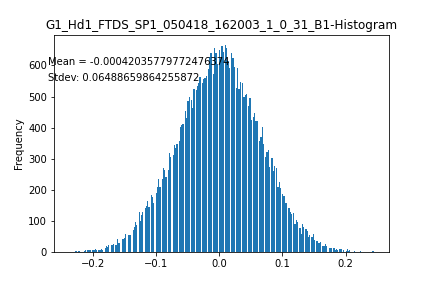 G1_Hd1_FTDS_SP1_050418_162003_1_0_31_B1-Histogram
Mean = -0.00042035779772476374
Stdev: 0.06488659864255872
Frequency
600
500
400
300
200
100
0
−0.2 −0.1 0.0 0.1 0.2